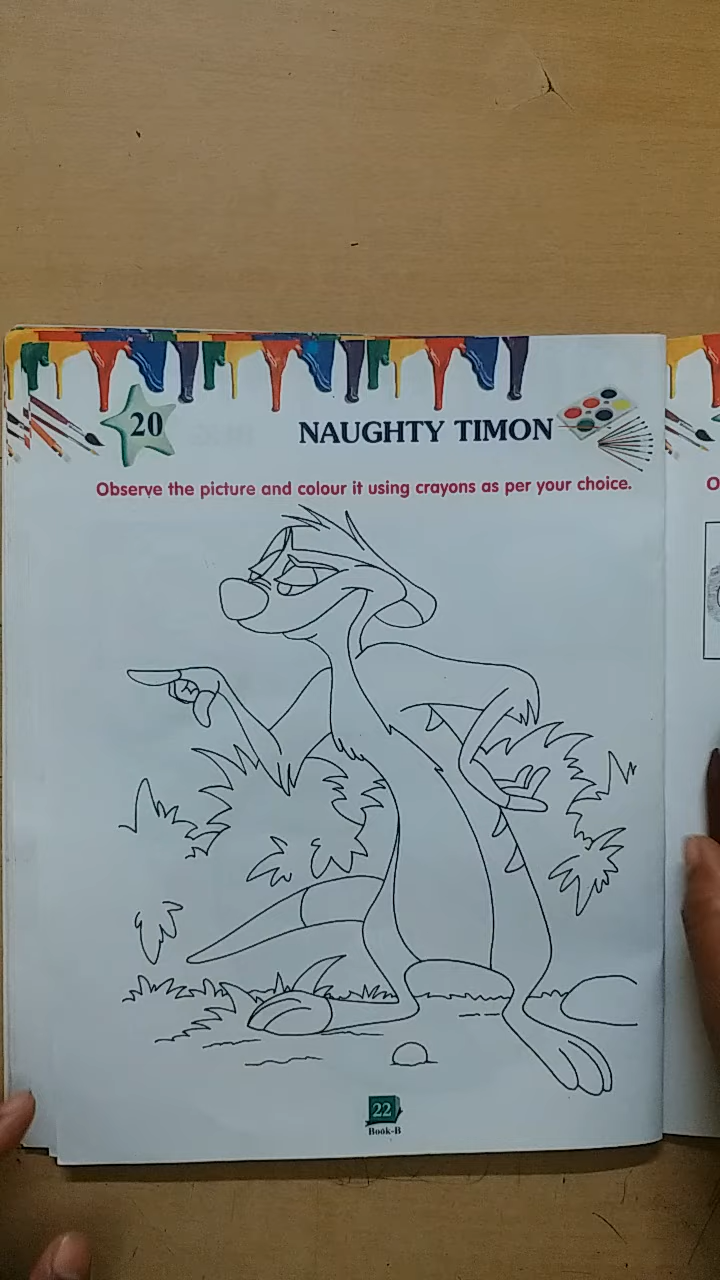 20
NAUGHTY TIMON
Observe the picture and colour it using crayons as per your choice.
O
22
Book-B